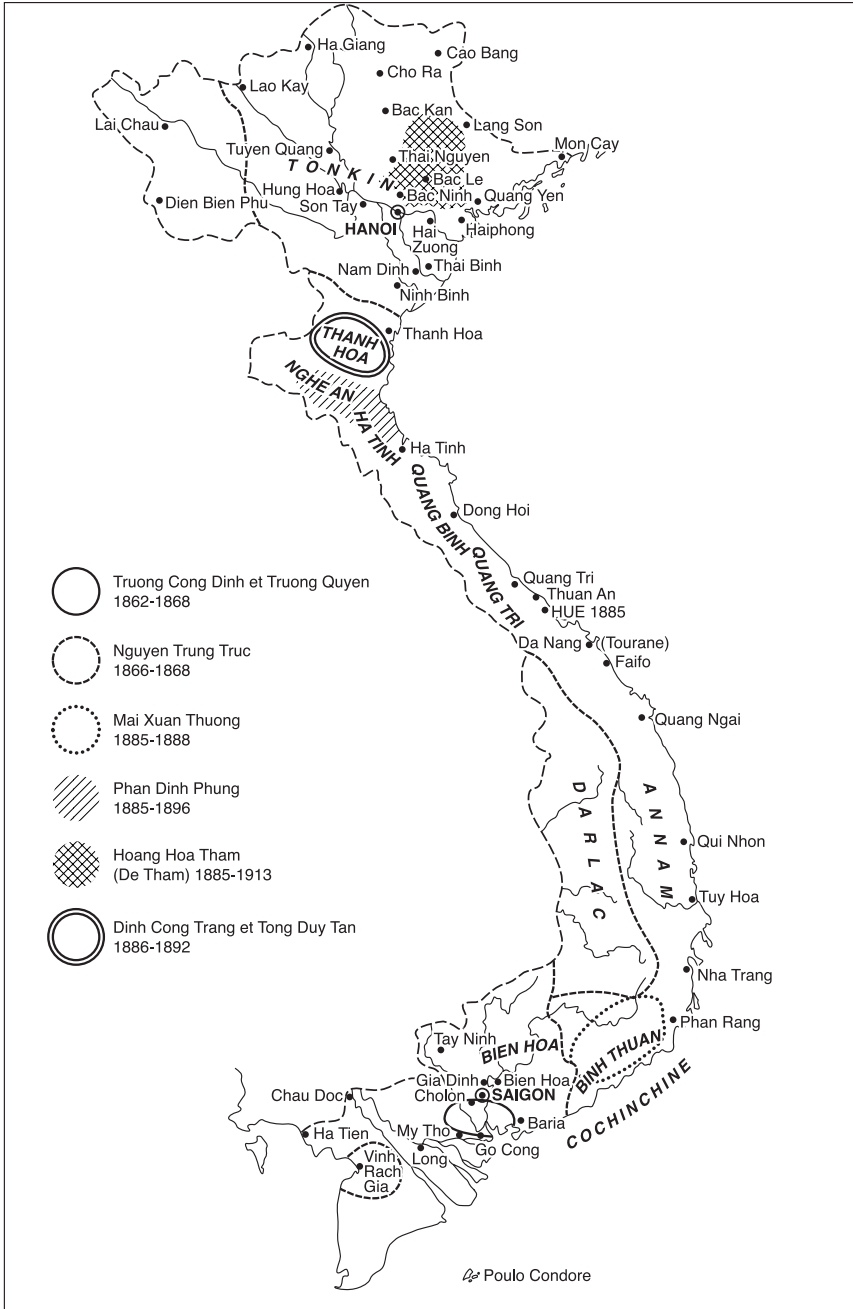 Ha Giang
Cao Bang
Cho Ra
Lao Kay
Bac Kan
Lai Chau
Lang Son
Mon Cay
Tuyen Quang
TONKIN
Thai Nguyen
Bac Le
Hung Hoa
Bac Ninh
Quang Yen
Dien Bien Phu
Son Tay
HANOI
Hai
Zuong
Haiphong
Nam Dinh
Thai Binh
Ninh Binh
THANH
HOA
Thanh Hoa
NGHE AN
HA TINH
Ha Tinh
QUANG BINH
Dong Hoi
QUANG TRI
Quang Tri
Thuan An
HUE 1885
Da Nang (Tourane)
Faifo
Quang Ngai
Truong Cong Dinh et Truong Quyen
1862-1868
Nguyen Trung Truc
1866-1868
Mai Xuan Thuong
1885-1888
Phan Dinh Phung
1885-1896
Hoang Hoa Tham
(De Tham) 1885-1913
Dinh Cong Trang et Tong Duy Tan
1886-1892
DARLAC
ANNAM
Qui Nhon
Tuy Hoa
Nha Trang
Phan Rang
Tay Ninh
BIEN HOA
BINH THUAN
Gia Dinh
Bien Hoa
Cholon
SAIGON
COCHINCHINE
Chau Doc
Baria
Ha Tien
My Tho
Go Cong
Long
Vinh
Rach
Gia
Poulo Condore